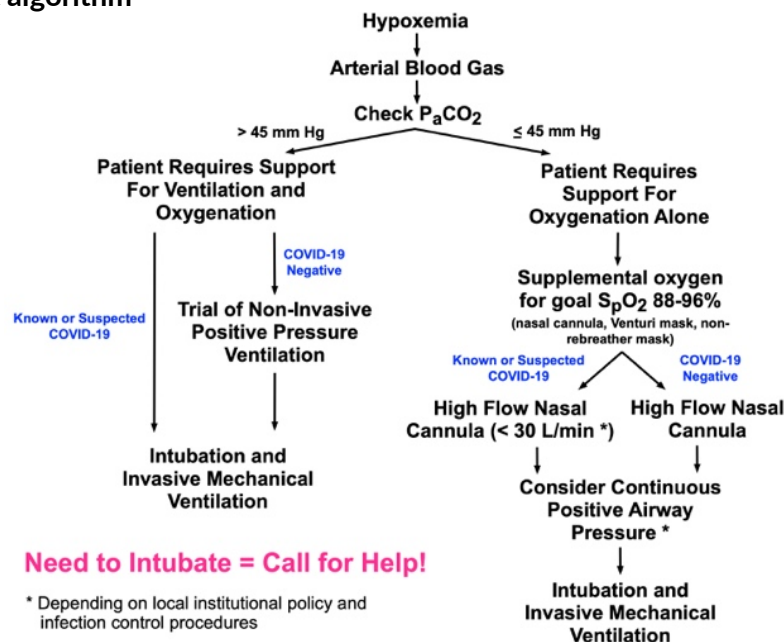 algorithm
Hypoxemia
Arterial Blood Gas
Check PaCO2
> 45 mm Hg
≤ 45 mm Hg
Patient Requires Support
For Ventilation and
Oxygenation
Patient Requires
Support For
Oxygenation Alone
COVID-19
Negative
Known or Suspected
COVID-19
Trial of Non-Invasive
Positive Pressure
Ventilation
Intubation and
Invasive Mechanical
Ventilation
Supplemental oxygen
for goal SpO2 88-96%
(nasal cannula, Venturi mask, non-
rebreather mask)
Known or Suspected
COVID-19
COVID-19
Negative
High Flow Nasal
Cannula (< 30 L/min *)
High Flow Nasal
Cannula
Consider Continuous
Positive Airway
Pressure *
Intubation and
Invasive Mechanical
Ventilation
Need to Intubate = Call for Help!
* Depending on local institutional policy and
infection control procedures